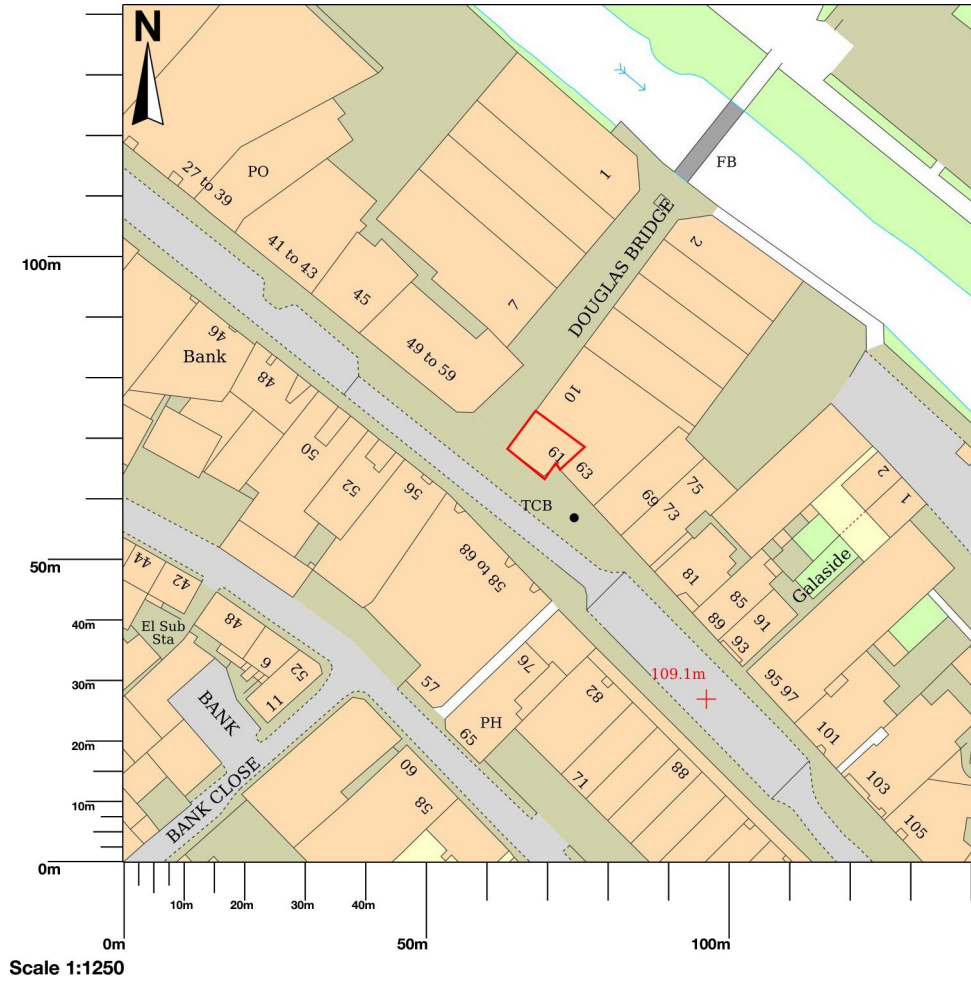 N
27 to 39
PO
41 to 43
45
49 to 59
1
7
DOUGLAS BRIDGE
FB
2
10
61
63
TCB
69
73
75
81
85
89
91
93
95 97
101
103
105
Galaside
2
1
46
Bank
48
50
52
56
58 to 68
44
42
El Sub
Sta
48
6
52
11
BANK
BANK CLOSE
57
65
PH
76
82
71
88
60
58
109.1m
100m
50m
40m
30m
20m
10m
0m
10m
20m
30m
40m
0m
50m
100m
Scale 1:1250